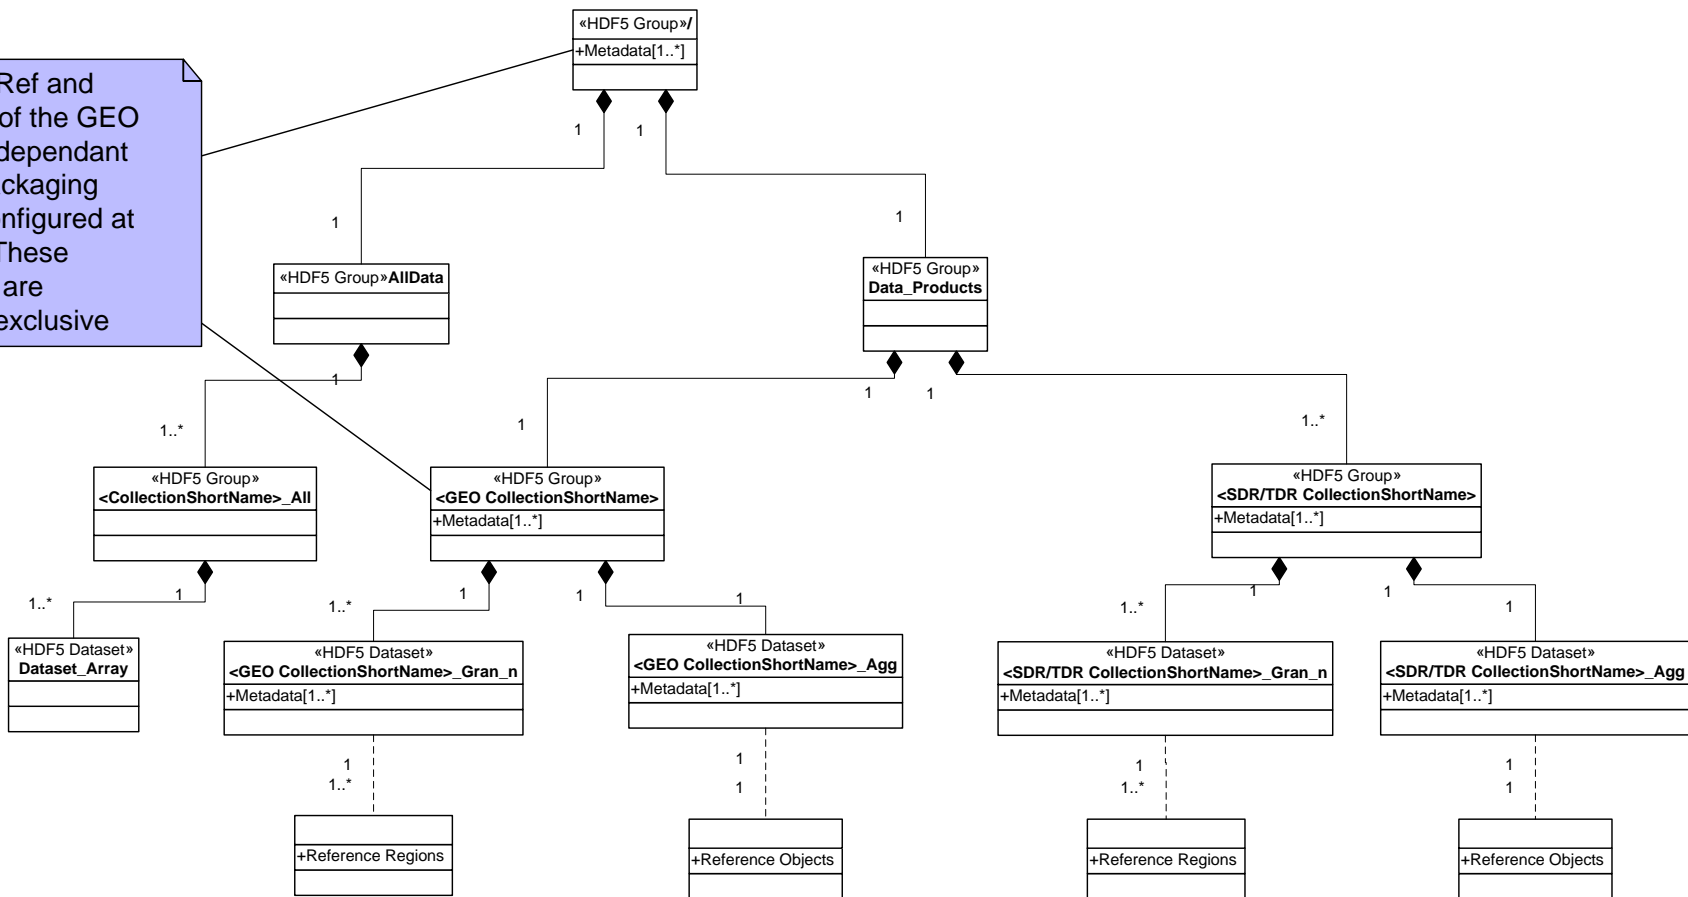 «HDF5 Group»/
+Metadata[1..*]
Ref and
of the GEO
dependant
ckaging
nfigured at
These
are
exclusive
1
1
1
1
«HDF5 Group»AllData
«HDF5 Group»
Data_Products
1
1
1
1..*
1
1..*
«HDF5 Group»
<CollectionShortName>_All
«HDF5 Group»
<GEO CollectionShortName>
+Metadata[1..*]
«HDF5 Group»
<SDR/TDR CollectionShortName>
+Metadata[1..*]
1..*
1
1..*
1
1
1
1..*
1
1
1
«HDF5 Dataset»
Dataset_Array
«HDF5 Dataset»
<GEO CollectionShortName>_Gran_n
+Metadata[1..*]
«HDF5 Dataset»
<GEO CollectionShortName>_Agg
+Metadata[1..*]
«HDF5 Dataset»
<SDR/TDR CollectionShortName>_Gran_n
+Metadata[1..*]
«HDF5 Dataset»
<SDR/TDR CollectionShortName>_Agg
+Metadata[1..*]
1
1..*
1
1
1
1..*
1
1
+Reference Regions
+Reference Objects
+Reference Regions
+Reference Objects